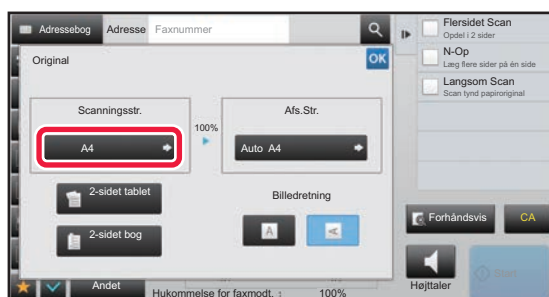 Adressebog
Adresse
Faxnummer
Original
OK
Scanningsstr.
A4
100%
Afs.Str.
Auto A4
2-sidet tablet
2-sidet bog
Billedretning
A
A
Andet
Hukommelse for faxmodt. :
100%
Flersidet Scan
Opdel i 2 sider
N-Op
Læg flere sider på én side
Langsom Scan
Scan tynd papiroriginal
Forhåndsvis
CA
Højttaler
Start